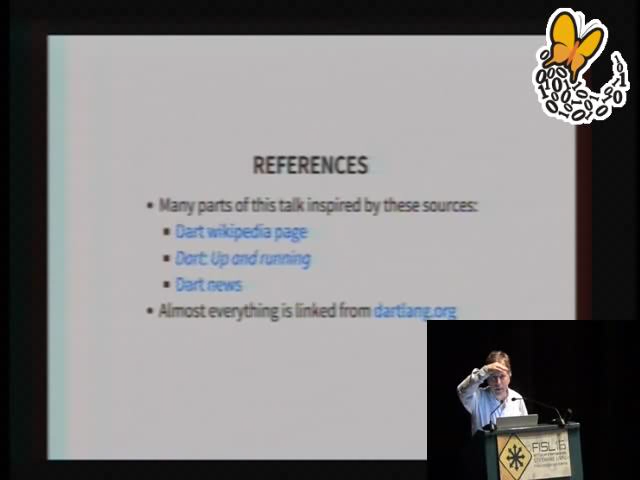 REFERENCES
• Many parts of this talk inspired by these sources:
▪ Dart wikipedia page
▪ Dart: Up and running
▪ Dart news
• Almost everything is linked from dartlang.org
FISL16